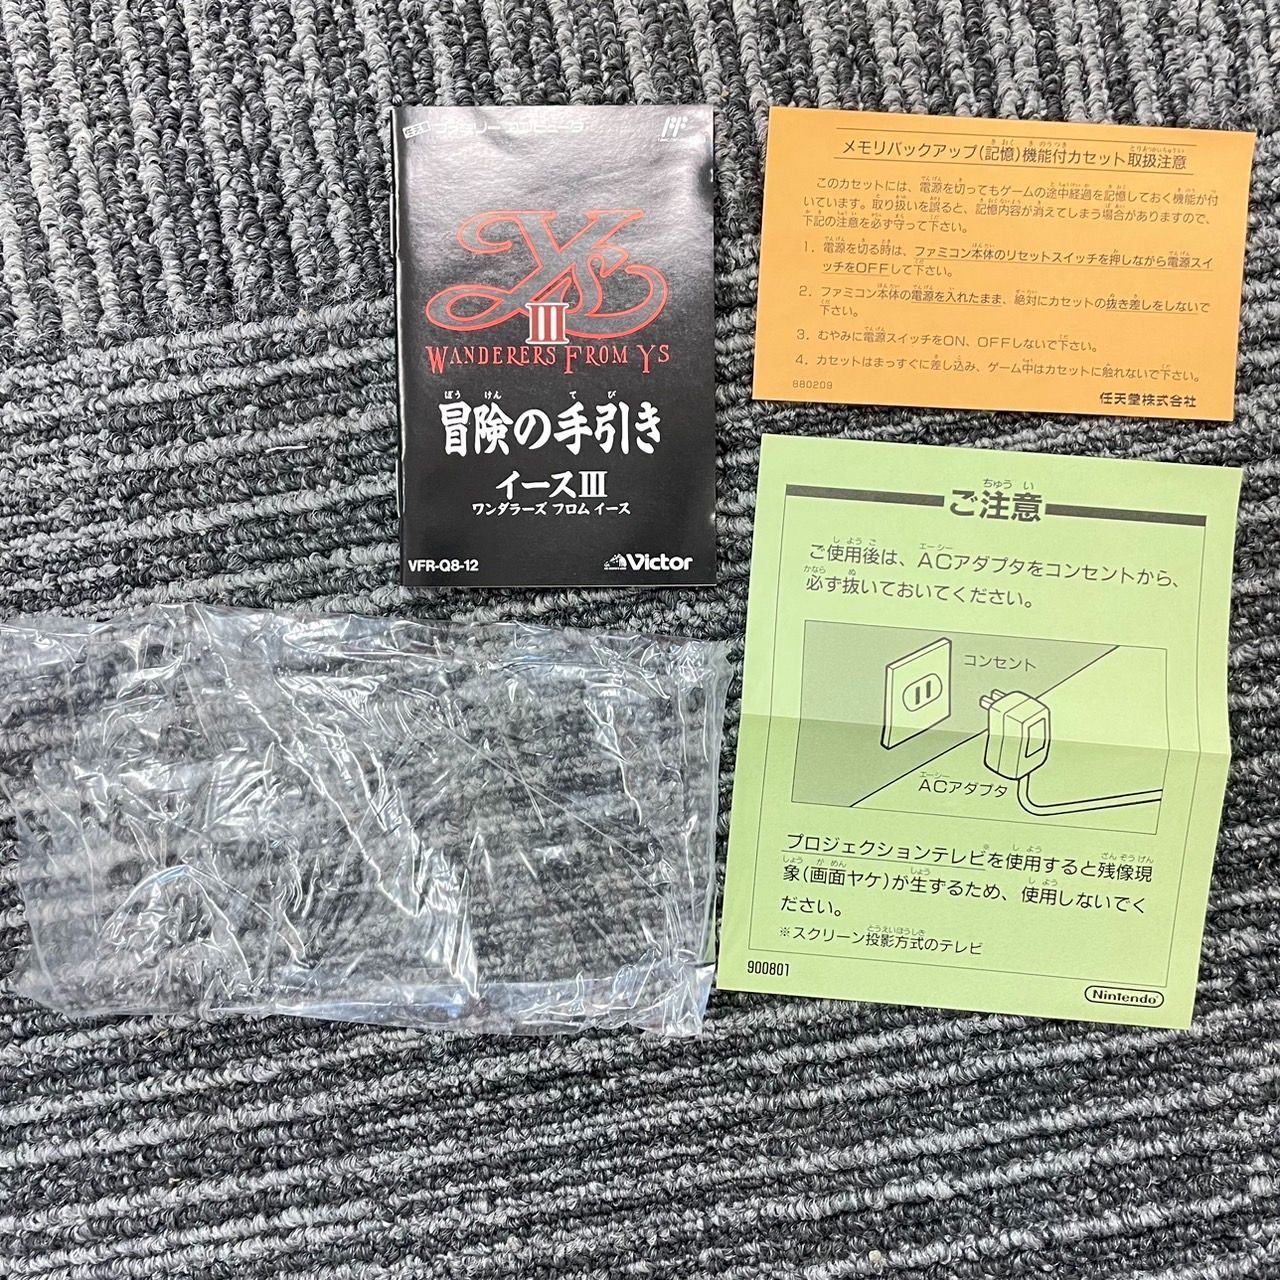 任天堂 ファミリーコンピュータ
FF
Ys
III
WANDERERS FROM YS
ぼうけん て び
冒険の手引き
イースIII
ワンダラーズ フロム イース
VFR-Q8-12
Victor
メモリバックアップ(記憶)機能付カセット取扱注意
このカセットには、電源を切ってもゲームの途中経過を記憶しておく機能が付
いています。取り扱いを誤ると、記憶内容が消えてしまう場合がありますので、
下記の注意を必ず守って下さい。
1. 電源を切る時は、ファミコン本体のリセットスイッチを押しながら電源スイ
ッチをOFFして下さい。
2. ファミコン本体の電源を入れたまま、絶対にカセットの抜き差しをしないで
下さい。
3. むやみに電源スイッチをON、OFFしないで下さい。
4. カセットはまっすぐに差し込み、ゲーム中はカセットに触れないで下さい。
880209
任天堂株式会社
ちゅう い
ご注意
し よう ご エーシー
ご使用後は、ACアダプタをコンセントから、
かなら ぬ
必ず抜いておいてください。
コンセント
エーシー
ACアダプタ
プロジェクションテレビ※を使用すると残像現
象(画面ヤケ)が生ずるため、使用しないでく
ださい。
※スクリーン投影方式のテレビ
900801
Nintendo